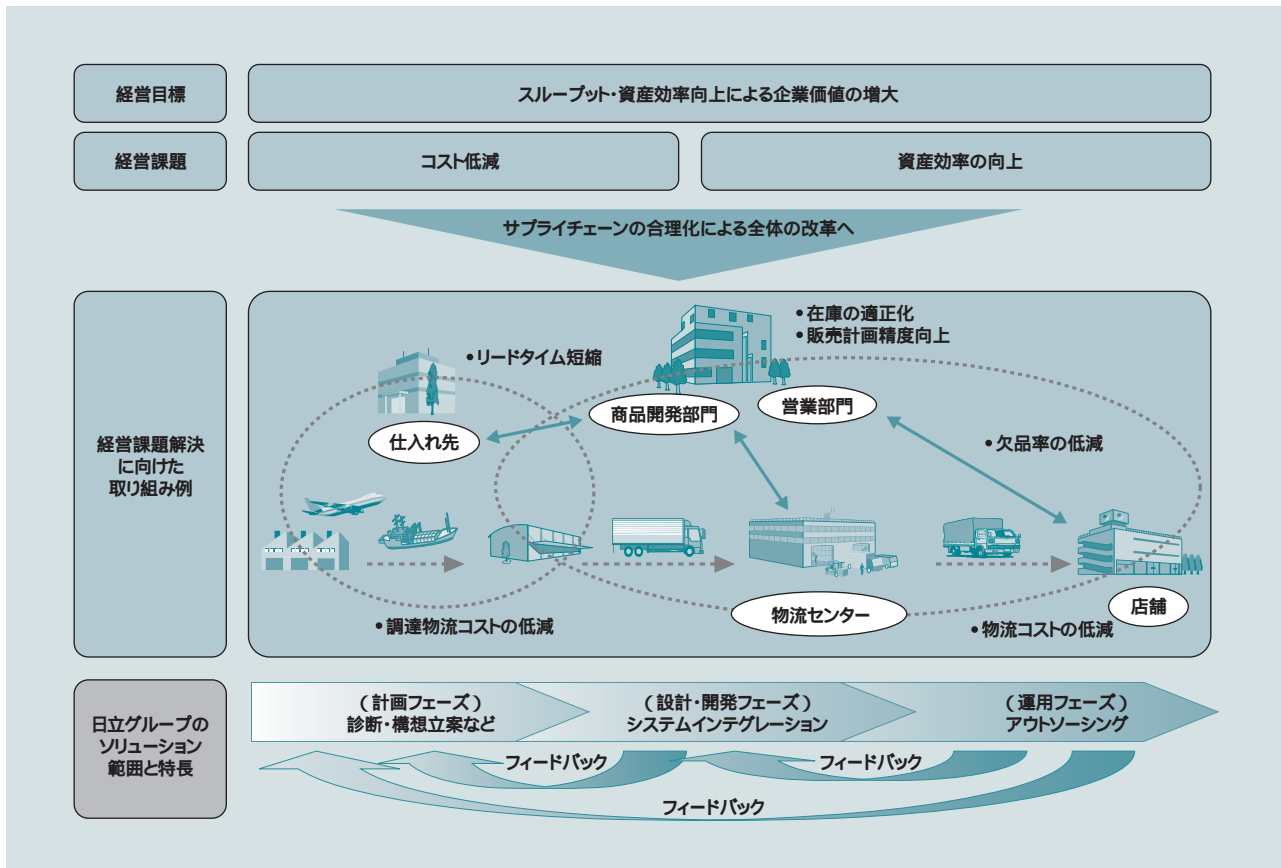 経営目標
スループット・資産効率向上による企業価値の増大
経営課題
コスト低減
資産効率の向上
サプライチェーンの合理化による全体の改革へ
経営課題解決
に向けた
取り組み例
•在庫の適正化
•販売計画精度向上
•リードタイム短縮
商品開発部門
営業部門
仕入れ先
•欠品率の低減
物流センター
店舗
•調達物流コストの低減
•物流コストの低減
日立グループの
ソリューション
範囲と特長
(計画フェーズ)
診断・構想立案など
(設計・開発フェーズ)
システムインテグレーション
(運用フェーズ)
アウトソーシング
フィードバック
フィードバック
フィードバック